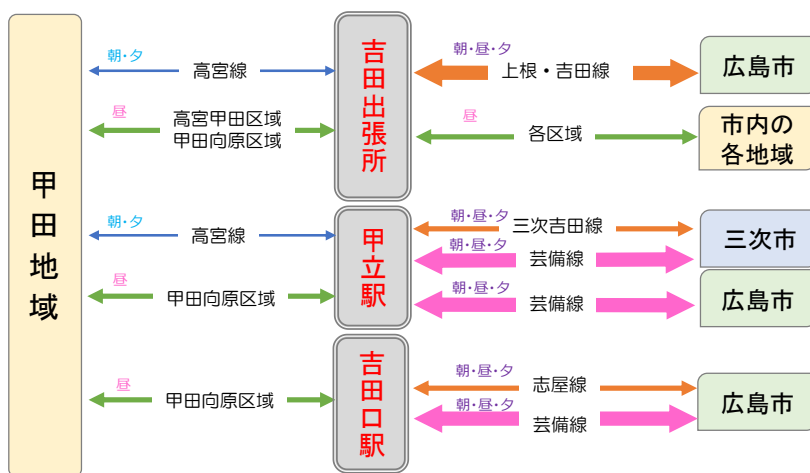 甲田地域
朝・夕
高宮線
昼
高宮甲田区域
甲田向原区域
吉田出張所
朝・昼・夕
上根・吉田線
広島市
昼
各区域
市内の
各地域
朝・夕
高宮線
昼
甲田向原区域
甲立駅
朝・昼・夕
三次吉田線
朝・昼・夕
芸備線
三次市
朝・昼・夕
芸備線
広島市
昼
甲田向原区域
吉田口駅
朝・昼・夕
志屋線
朝・昼・夕
芸備線
広島市